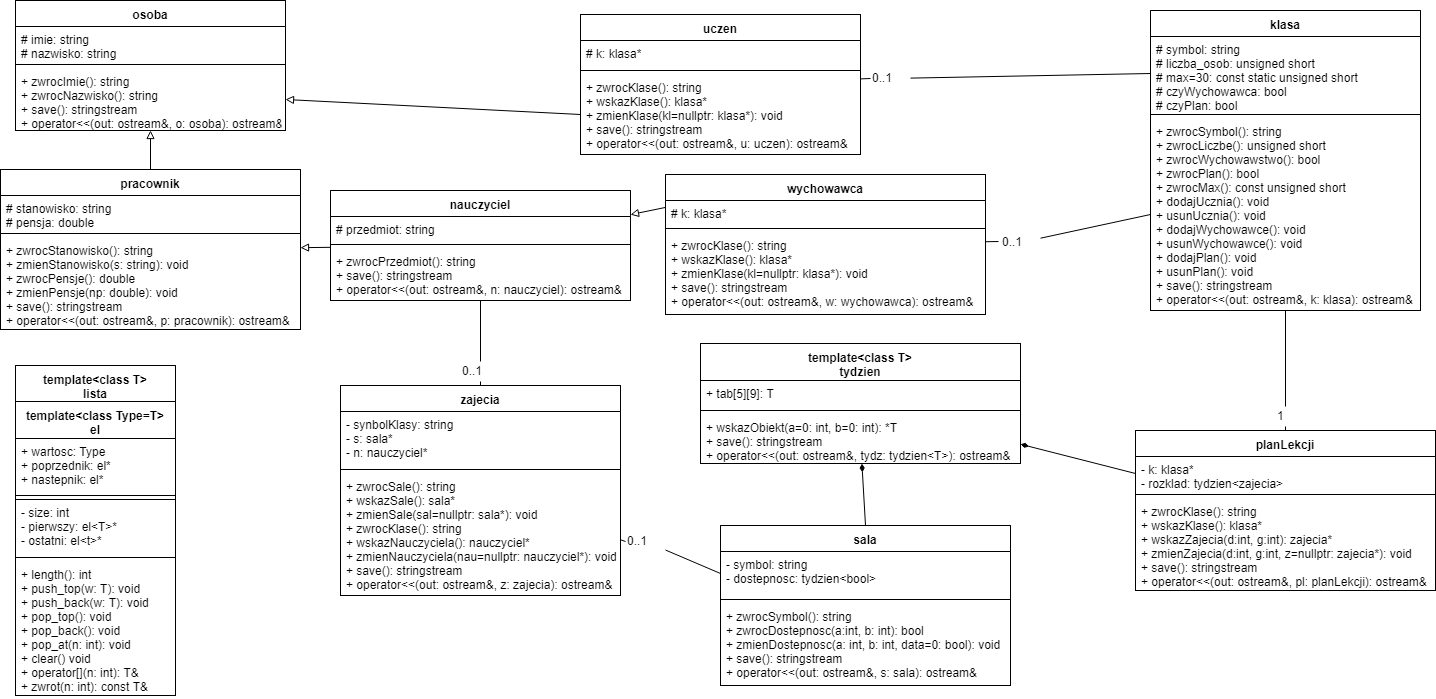 osoba
# imie: string
# nazwisko: string
+ zwrocImie(): string
+ zwrocNazwisko(): string
+ save(): stringstream
+ operator<<(out: ostream&, o: osoba): ostream&
uczen
# k: klasa*
+ zwrocKlase(): string
+ wskazKlase(): klasa*
+ zmienKlase(kl=nullptr: klasa*): void
+ save(): stringstream
+ operator<<(out: ostream&, u: uczen): ostream&
0..1
klasa
# symbol: string
# liczba_osob: unsigned short
# max=30: const static unsigned short
# czyWychowawca: bool
# czyPlan: bool
+ zwrocSymbol(): string
+ zwrocLiczbe(): unsigned short
+ zwrocWychowawstwo(): bool
+ zwrocPlan(): bool
+ zwrocMax(): const unsigned short
+ dodajUcznia(): void
+ usunUcznia(): void
+ dodajWychowawce(): void
+ usunWychowawce(): void
+ dodajPlan(): void
+ usunPlan(): void
+ save(): stringstream
+ operator<<(out: ostream&, k: klasa): ostream&
pracownik
# stanowisko: string
# pensja: double
+ zwrocStanowisko(): string
+ zmienStanowisko(s: string): void
+ zwrocPensje(): double
+ zmienPensje(np: double): void
+ save(): stringstream
+ operator<<(out: ostream&, p: pracownik): ostream&
nauczyciel
# przedmiot: string
+ zwrocPrzedmiot(): string
+ save(): stringstream
+ operator<<(out: ostream&, n: nauczyciel): ostream&
wychowawca
# k: klasa*
+ zwrocKlase(): string
+ wskazKlase(): klasa*
+ zmienKlase(kl=nullptr: klasa*): void
+ save(): stringstream
+ operator<<(out: ostream&, w: wychowawca): ostream&
0..1
template<class T>
lista
template<class Type=T>
el
+ wartosc: Type
+ poprzednik: el*
+ nastepnik: el*
- size: int
- pierwszy: el<T>*
- ostatni: el<t>*
+ length(): int
+ push_top(w: T): void
+ push_back(w: T): void
+ pop_top(): void
+ pop_back(): void
+ pop_at(n: int): void
+ clear() void
+ operator[](n: int): T&
+ zwrot(n: int): const T&
0..1
zajecia
- synbolKlasy: string
- s: sala*
- n: nauczyciel*
+ zwrocSale(): string
+ wskazSale(): sala*
+ zmienSale(sal=nullptr: sala*): void
+ zwrocKlase(): string
+ wskazNauczyciela(): nauczyciel*
+ zmienNauczyciela(nau=nullptr: nauczyciel*): void
+ save(): stringstream
+ operator<<(out: ostream&, z: zajecia): ostream&
0..1
template<class T>
tydzien
+ tab[5][9]: T
+ wskazObiekt(a=0: int, b=0: int): *T
+ save(): stringstream
+ operator<<(out: ostream&, tydz: tydzien<T>): ostream&
sala
- symbol: string
- dostepnosc: tydzien<bool>
+ zwrocSymbol(): string
+ zwrocDostepnosc(a:int, b: int): bool
+ zmienDostepnosc(a: int, b: int, data=0: bool): void
+ save(): stringstream
+ operator<<(out: ostream&, s: sala): ostream&
1
planLekcji
- k: klasa*
- rozklad: tydzien<zajecia>
+ zwrocKlase(): string
+ wskazKlase(): klasa*
+ wskazZajecia(d:int, g:int): zajecia*
+ zmienZajecia(d:int, g:int, z=nullptr: zajecia*): void
+ save(): stringstream
+ operator<<(out: ostream&, pl: planLekcji): ostream&